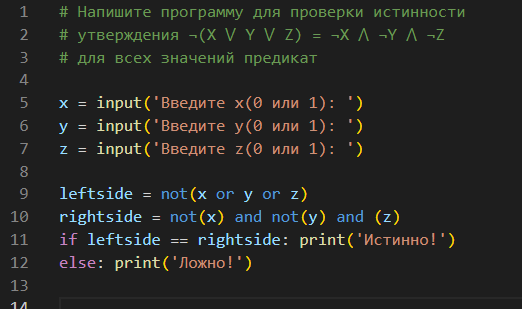 1 # Напишите программу для проверки истинности
2 # утверждения ¬(X ⋁ Y ⋁ Z) = ¬X ⋀ ¬Y ⋀ ¬Z
3 # для всех значений предикат
4
5 x = input('Введите x(0 или 1): ')
6 y = input('Введите y(0 или 1): ')
7 z = input('Введите z(0 или 1): ')
8
9 leftside = not(x or y or z)
10 rightside = not(x) and not(y) and (z)
11 if leftside == rightside: print('Истинно!')
12 else: print('Ложно!')
13
14